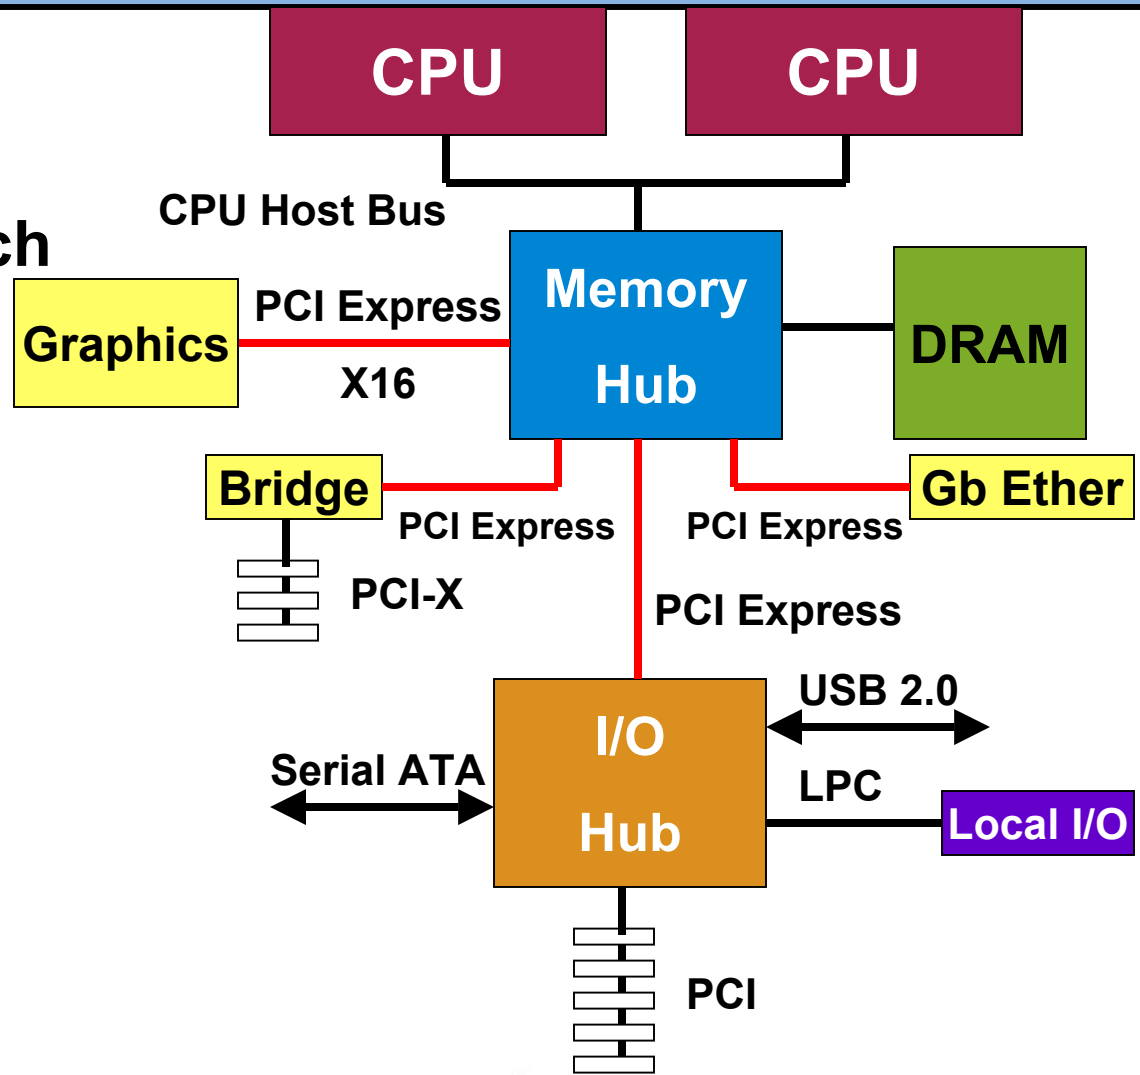 CPU
CPU
CPU Host Bus
ch
Memory
Hub
PCI Express
X16
Graphics
DRAM
Bridge
PCI Express
PCI Express
Gb Ether
PCI-X
PCI Express
I/O
Hub
USB 2.0
Serial ATA
LPC
Local I/O
PCI